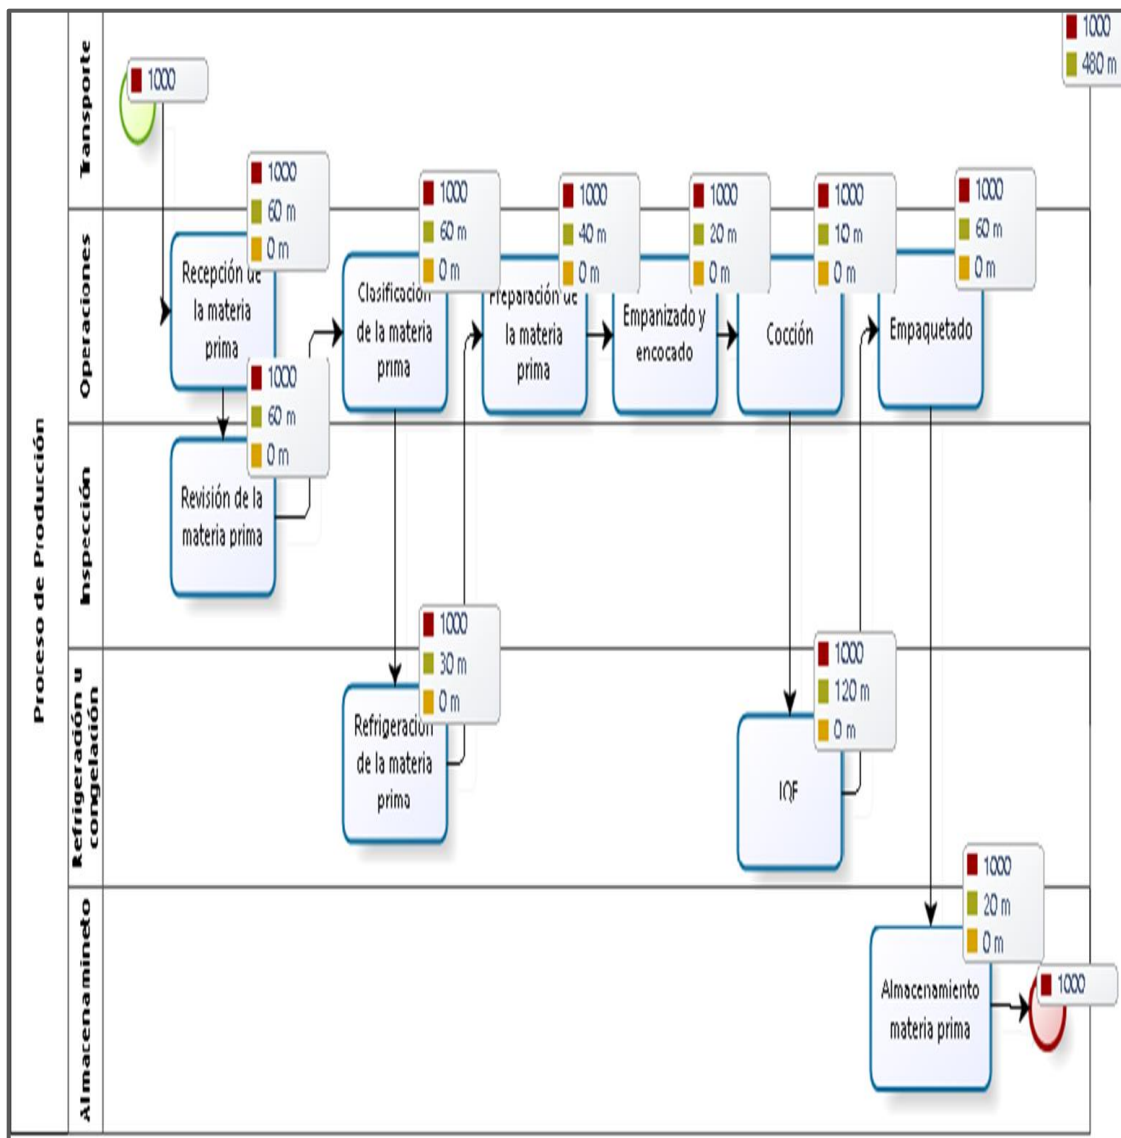 Proceso de Producción
Transporte
1000
1000
480 m
Operaciones
1000
60 m
0 m
Recepción de
la materia
prima
1000
60 m
0 m
Clasificación
de la materia
prima
1000
40 m
0 m
Preparación de
la materia
prima
1000
20 m
0 m
Empanizado y
encocado
1000
10 m
0 m
Cocción
1000
60 m
0 m
Empaquetado
Inspección
1000
60 m
0 m
Revisión de la
materia prima
Refrigeración u
congelación
1000
30 m
0 m
Refrigeración
de la materia
prima
1000
120 m
0 m
IQF
Almacenamineto
1000
20 m
0 m
Almacenamiento
materia prima
1000